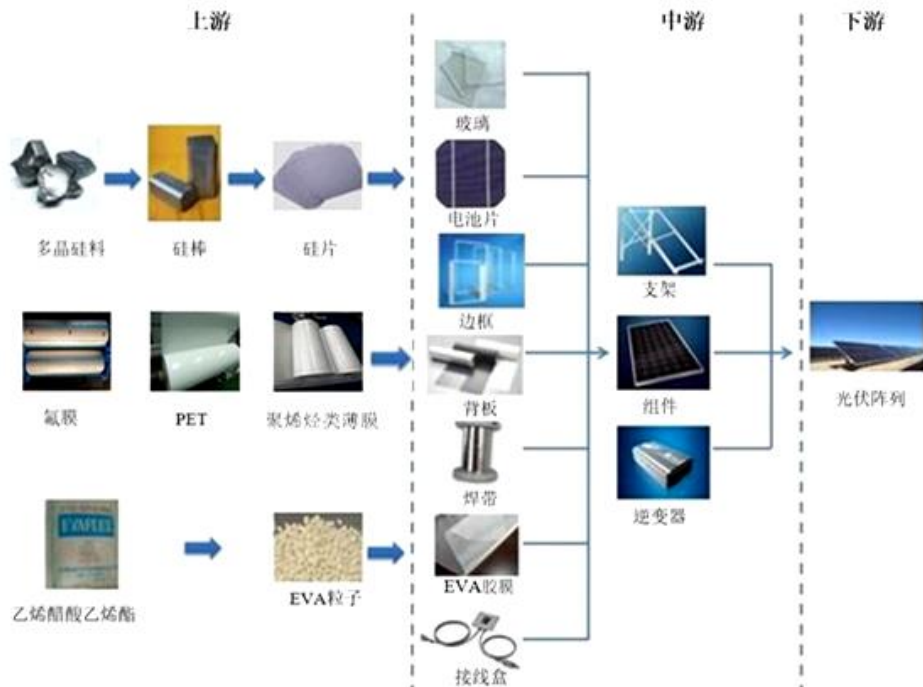 上游
中游
下游
玻璃
电池片
多晶硅料
硅棒
硅片
边框
支架
氟膜
PET
聚烯烃类薄膜
背板
组件
光伏阵列
焊带
逆变器
乙烯醋酸乙烯酯
EVA粒子
EVA胶膜
接线盒